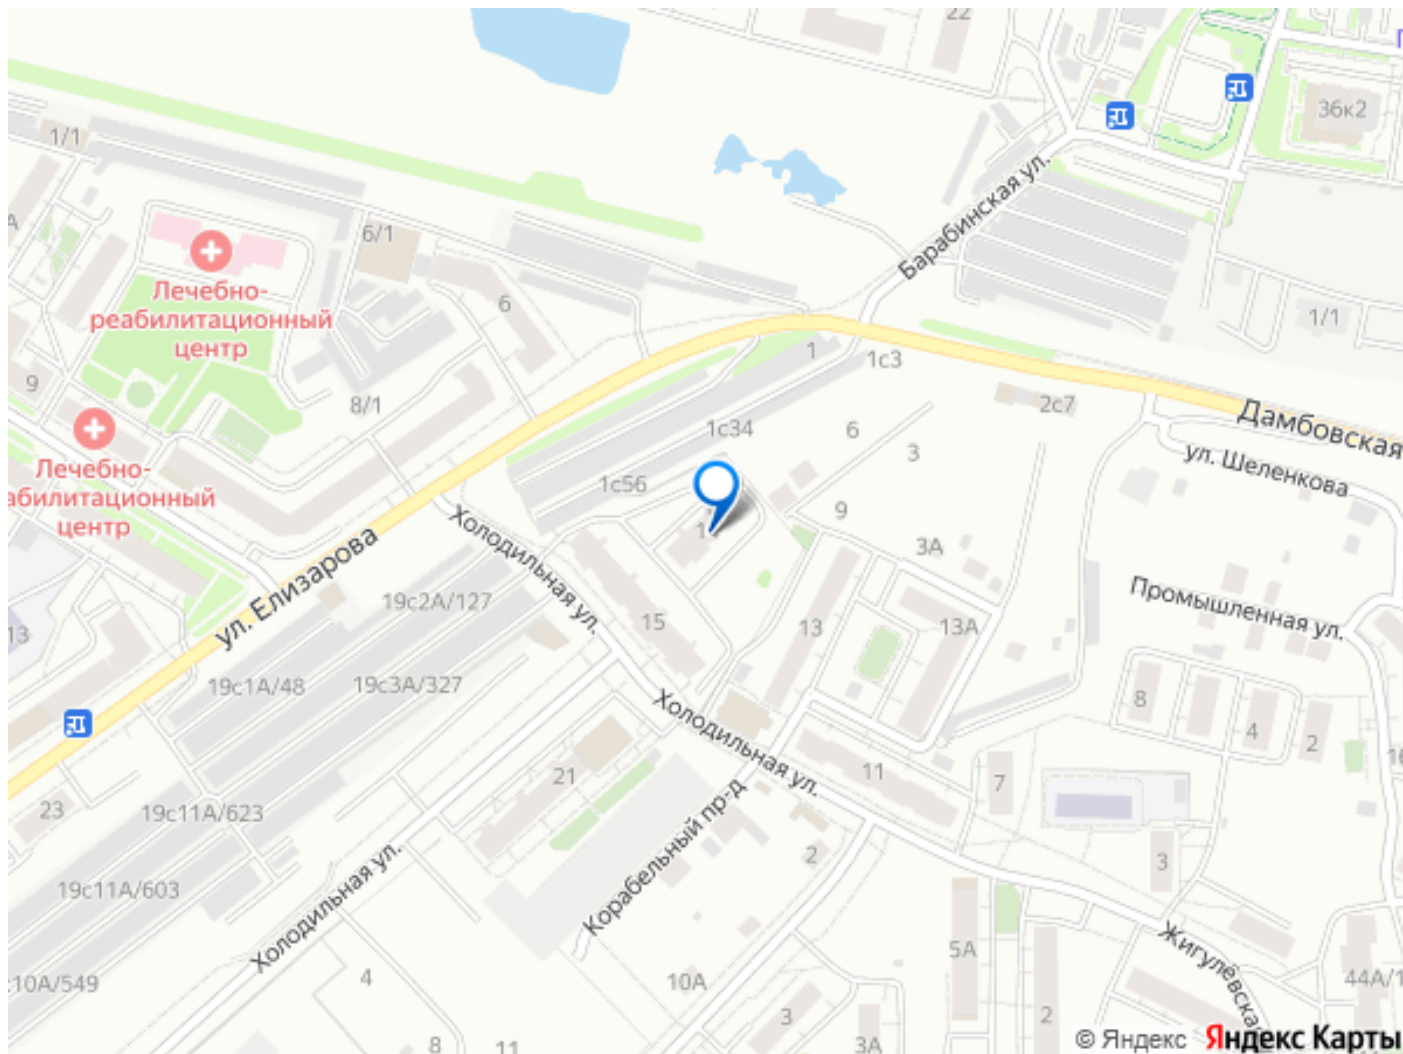 22
36к2
1/1
А
6/1
Барабинская ул.
Лечебно-
реабилитационный
центр
6
1/1
9
8/1
1
1с3
2с7
Дамбовская
1с34
6
3
ул. Шеленкова
Лечебно-
абилитационный
центр
1с56
9
3А
Холодильная ул.
ул. Елизарова
19с2А/127
15
13
13А
Промышленная ул.
13
19с1А/48
19с3А/327
8
4
2
Холодильная ул.
21
11
7
23
19с11А/623
Корабельный пр-д
2
3
19с11А/603
Холодильная ул.
Жигулёвска
5А
10А/549
4
10А
44А/1
3
2
8
11
3А
© Яндекс
Яндекс Карты